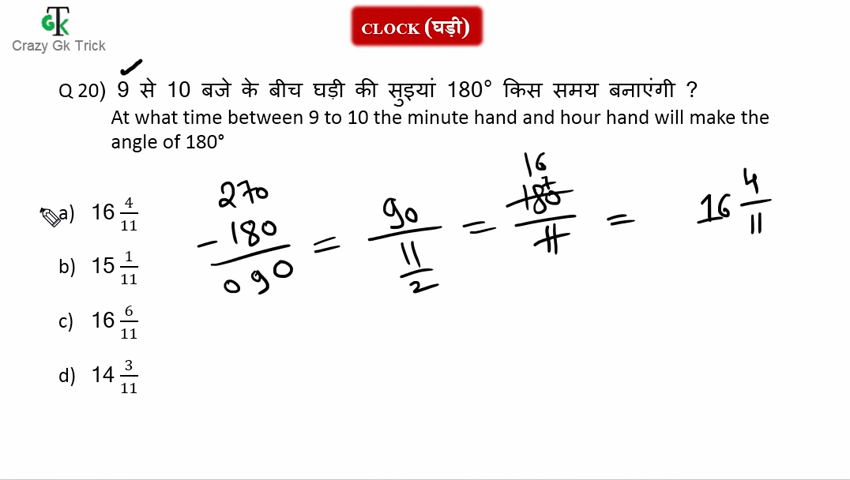 GTK
Crazy Gk Trick
CLOCK (घड़ी)
Q 20) 9 से 10 बजे के बीच घड़ी की सुइयां 180° किस समय बनाएंगी ?
At what time between 9 to 10 the minute hand and hour hand will make the
angle of 180°
a) 16 4/11
b) 15 1/11
c) 16 6/11
d) 14 3/11
270
- 180
090
= 90
11/2
= 16
180
11
= 16 4/11